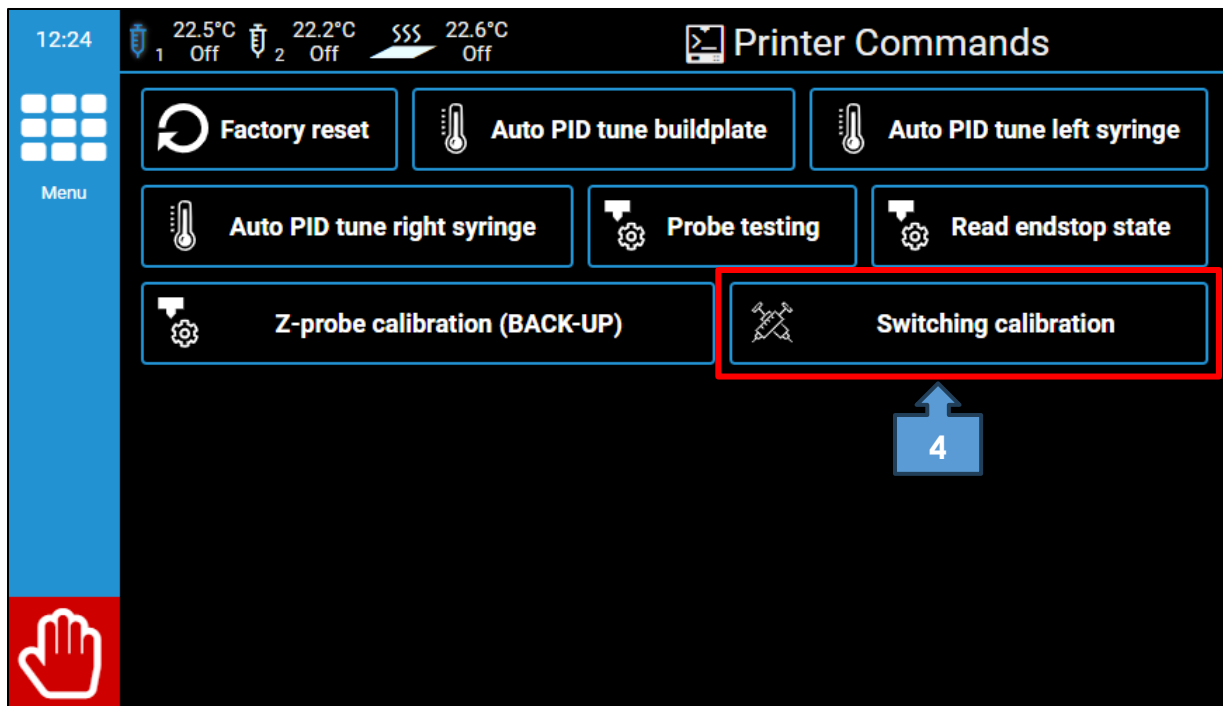 12:24
1 22.5°C Off 2 22.2°C Off 22.6°C Off
Printer Commands
Menu
Factory reset
Auto PID tune buildplate
Auto PID tune left syringe
Auto PID tune right syringe
Probe testing
Read endstop state
Z-probe calibration (BACK-UP)
Switching calibration
4